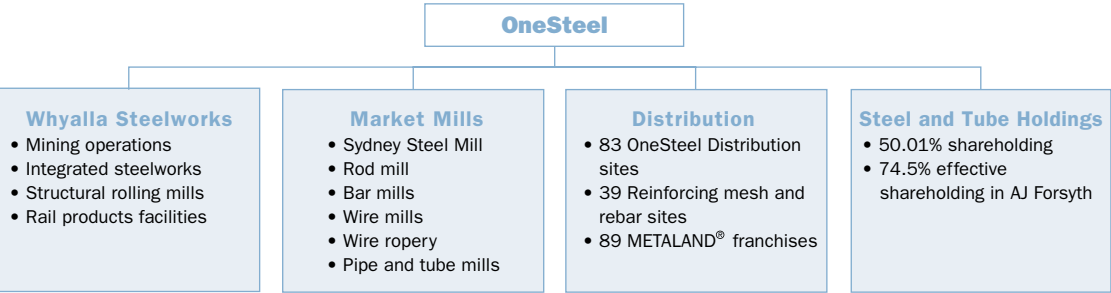 OneSteel
Whyalla Steelworks
• Mining operations
• Integrated steelworks
• Structural rolling mills
• Rail products facilities
Market Mills
• Sydney Steel Mill
• Rod mill
• Bar mills
• Wire mills
• Wire ropery
• Pipe and tube mills
Distribution
• 83 OneSteel Distribution
sites
• 39 Reinforcing mesh and
rebar sites
• 89 METALAND® franchises
Steel and Tube Holdings
• 50.01% shareholding
• 74.5% effective
shareholding in AJ Forsyth